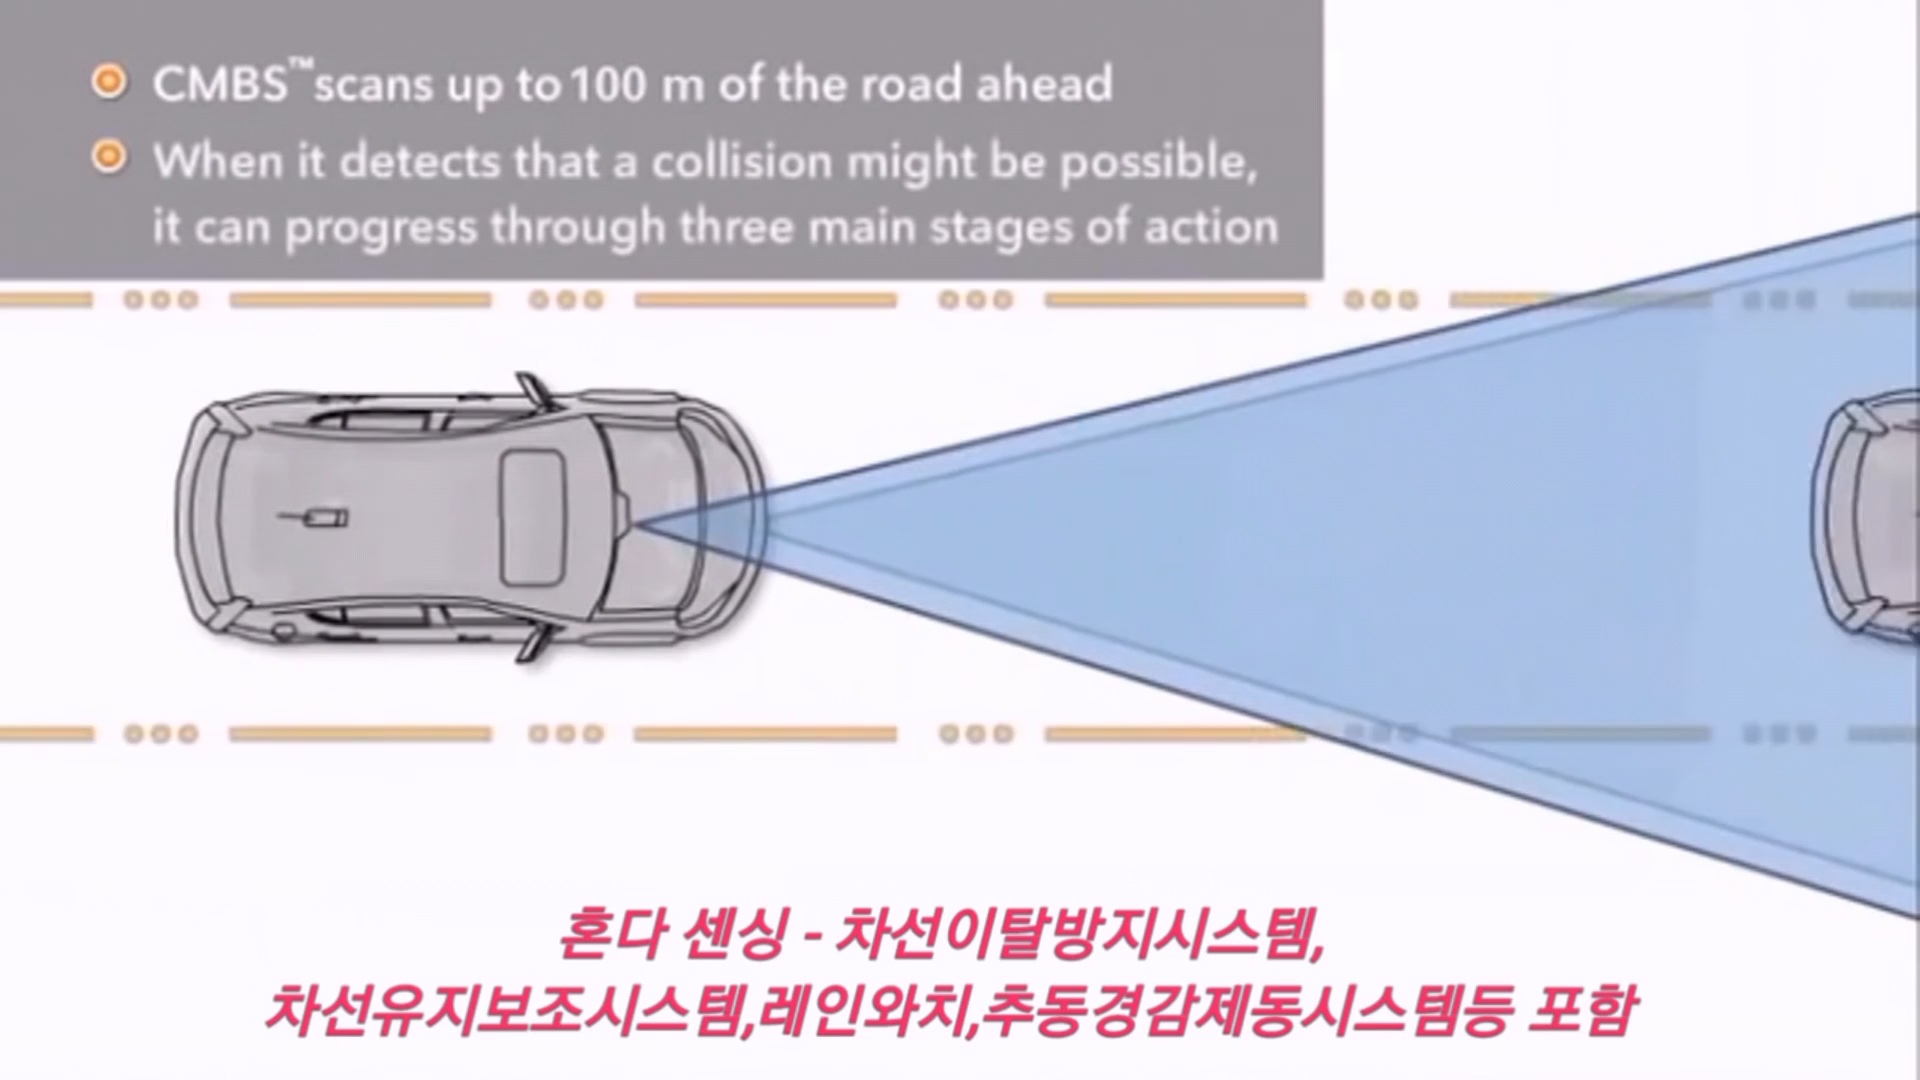 CMBS™ scans up to 100 m of the road ahead
When it detects that a collision might be possible,
it can progress through three main stages of action
혼다 센싱 - 차선이탈방지시스템,
차선유지보조시스템,레인와치,추동경감제동시스템등 포함